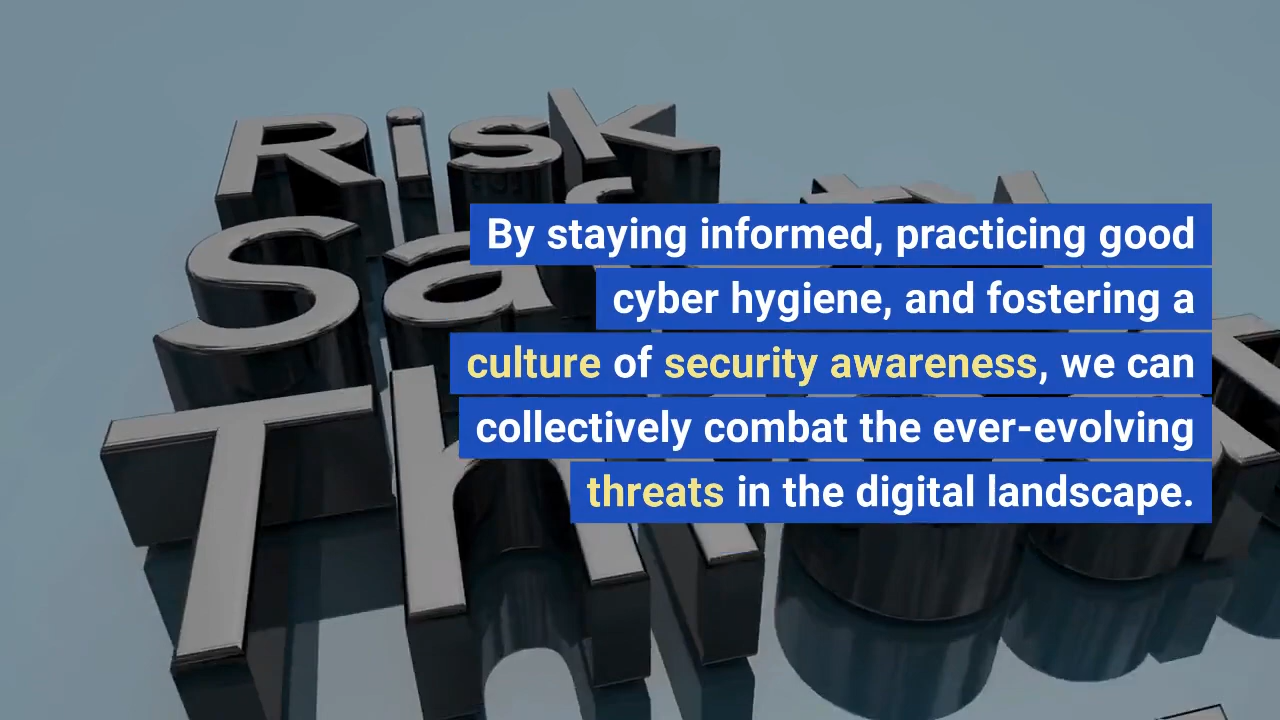 Risk
By staying informed, practicing good
cyber hygiene, and fostering a
culture of security awareness, we can
collectively combat the ever-evolving
threats in the digital landscape.